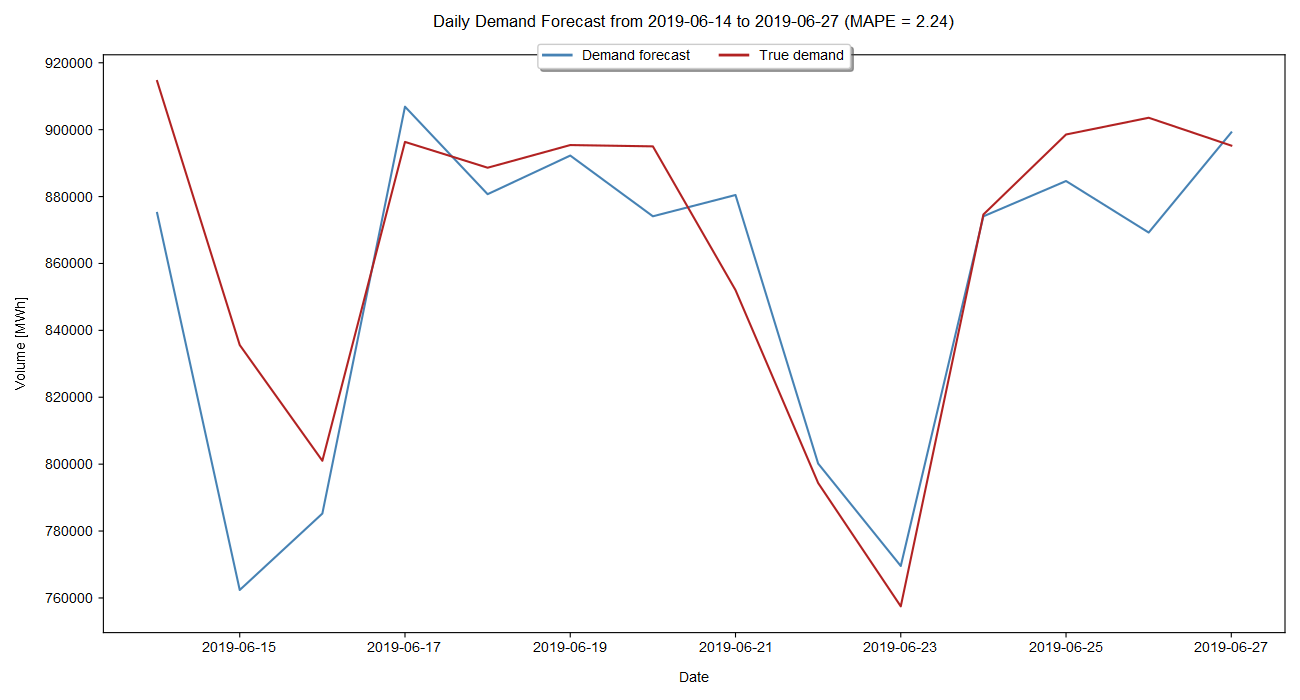 Daily Demand Forecast from 2019-06-14 to 2019-06-27 (MAPE = 2.24)
Demand forecast True demand
920000
900000
880000
860000
840000
820000
800000
780000
760000
Volume [MWh]
2019-06-15 2019-06-17 2019-06-19 2019-06-21 2019-06-23 2019-06-25 2019-06-27
Date